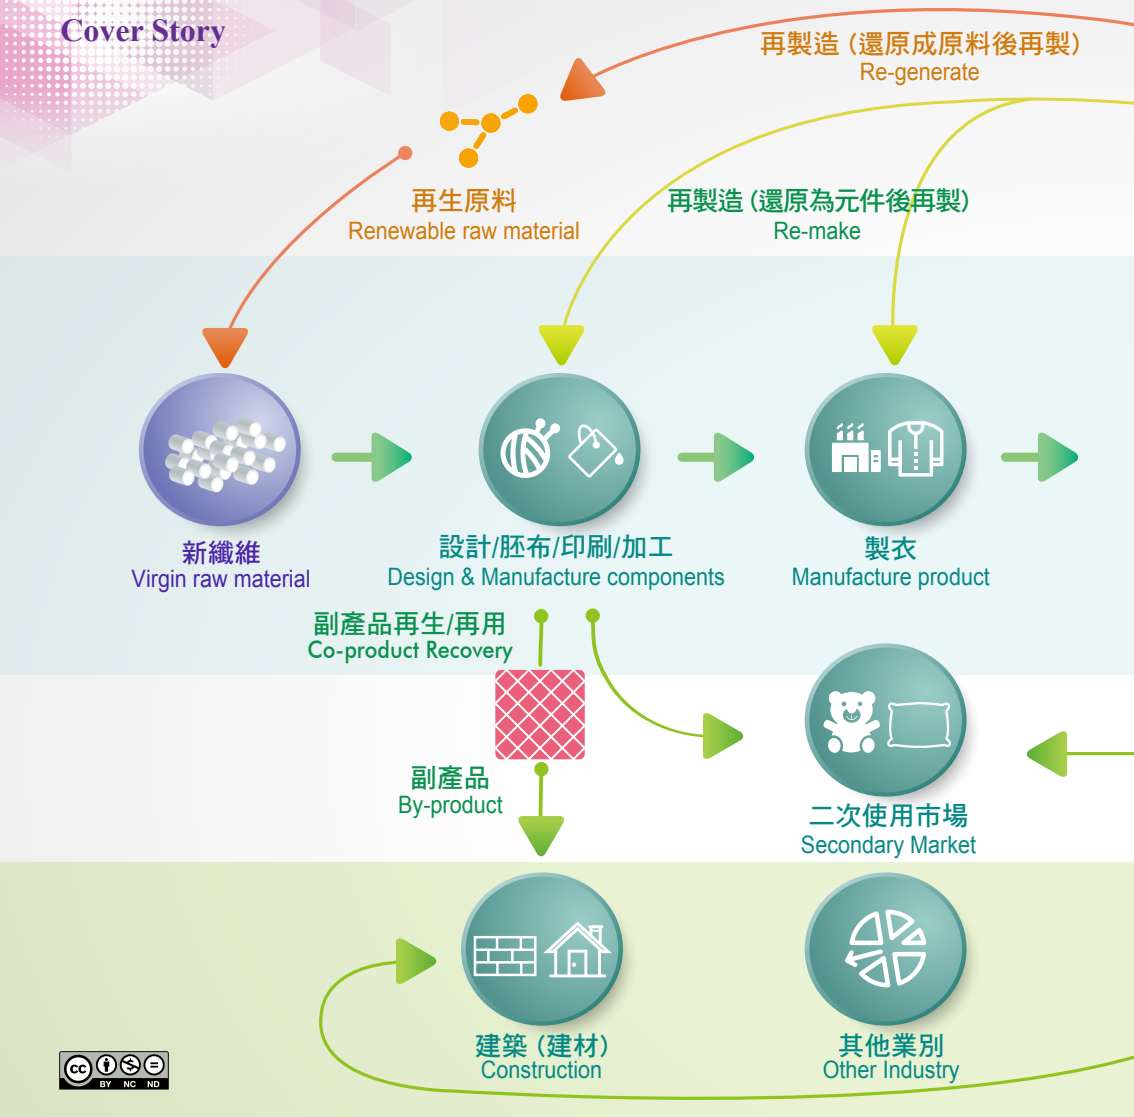 Cover Story
再製造（還原成原料後再製）
Re-generate
再生原料
Renewable raw material
再製造（還原為元件後再製）
Re-make
新纖維
Virgin raw material
設計/胚布/印刷/加工
Design & Manufacture components
製衣
Manufacture product
副產品再生/再用
Co-product Recovery
副產品
By-product
二次使用市場
Secondary Market
建築（建材）
Construction
其他業別
Other Industry
cc
BY NC ND